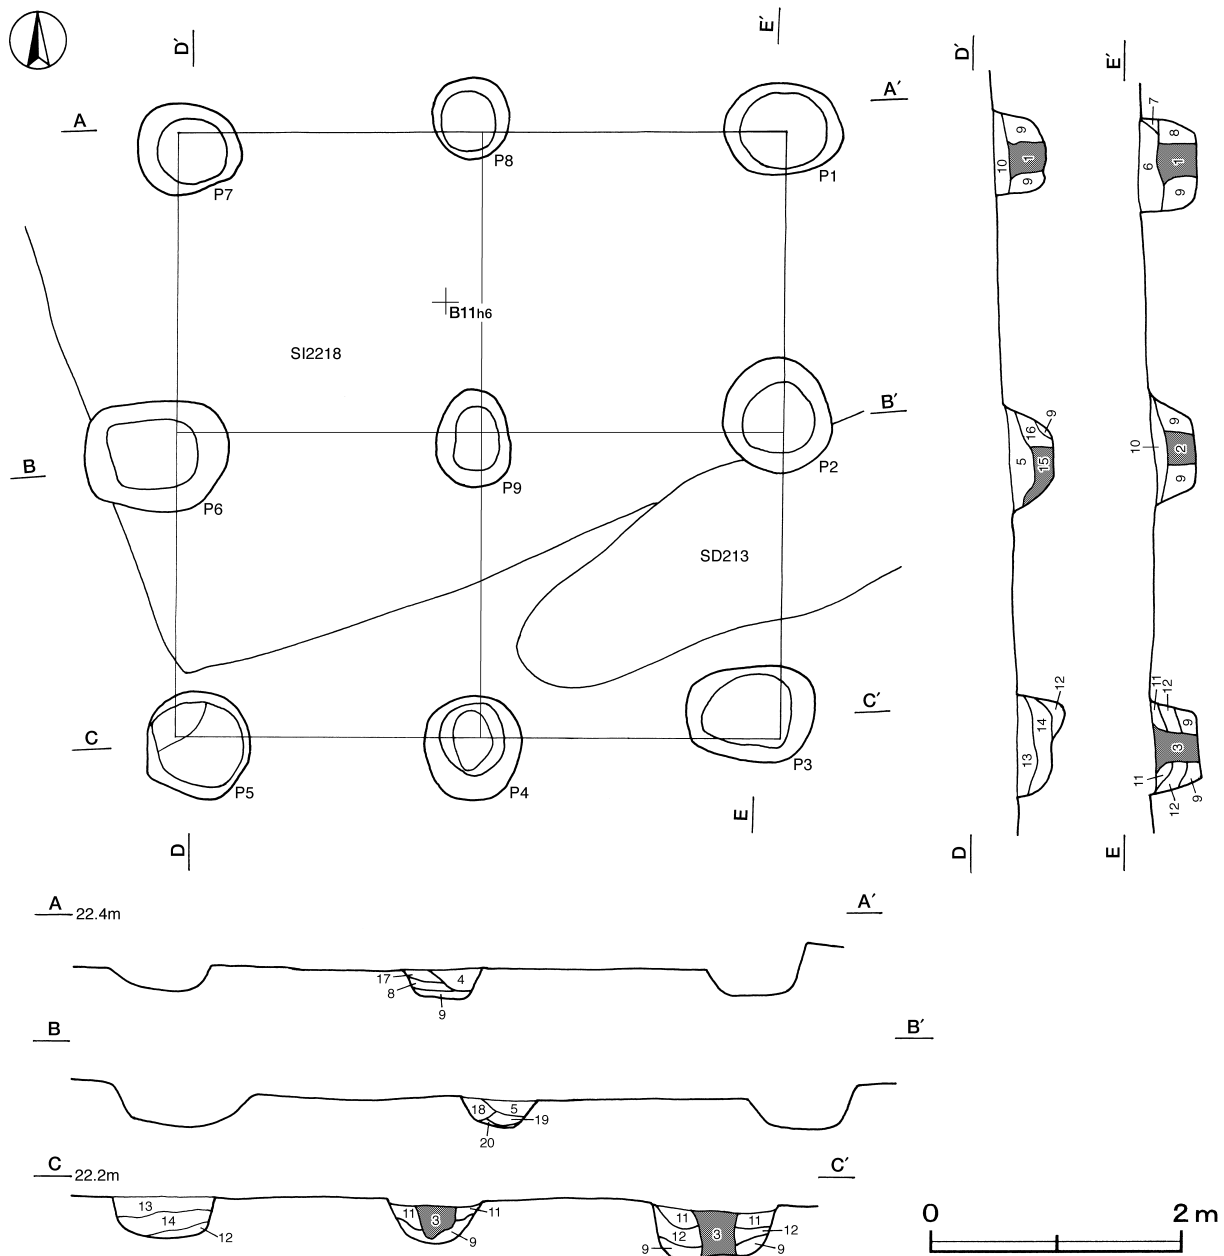 D′
E′
A
A′
P7
P8
P1
B11h6
SI2218
B
B′
P6
P9
P2
SD213
C
C′
P5
P4
P3
D
E
D′
E′
9
1
10
9
7
8
1
6
9
9
16
5
15
9
2
10
9
12
14
13
11
12
9
3
11
12
9
D
E
A 22.4m
A′
17
8
4
9
B
B′
18
5
19
20
C 22.2m
C′
13
14
12
11
3
11
9
11
12
9
3
11
12
9
0
2 m